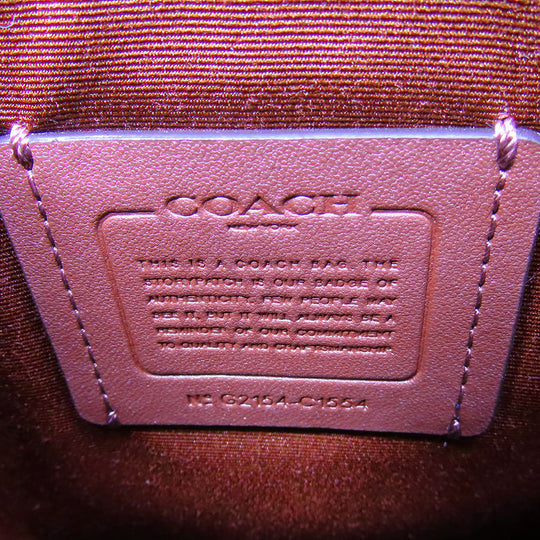 COACH
NEW YORK
THIS IS A COACH BAG. THE
STORYPATCH IS OUR BADGE OF
AUTHENTICITY. FEW PEOPLE MAY
SEE IT, BUT IT WILL ALWAYS BE A
REMINDER OF OUR COMMITMENT
TO QUALITY AND CRAFTSMANSHIP.
Nº G2154-C1554